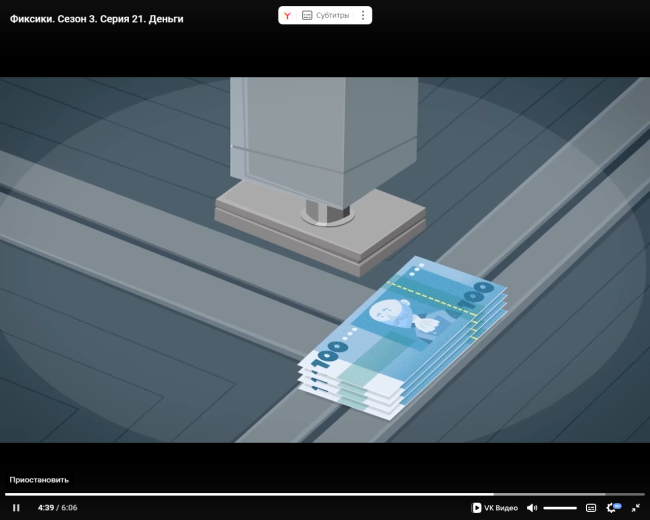 Фиксики. Сезон 3. Серия 21. Деньги
Субтитры
100
100
Приостановить
4:39 / 6:06
VK Видео